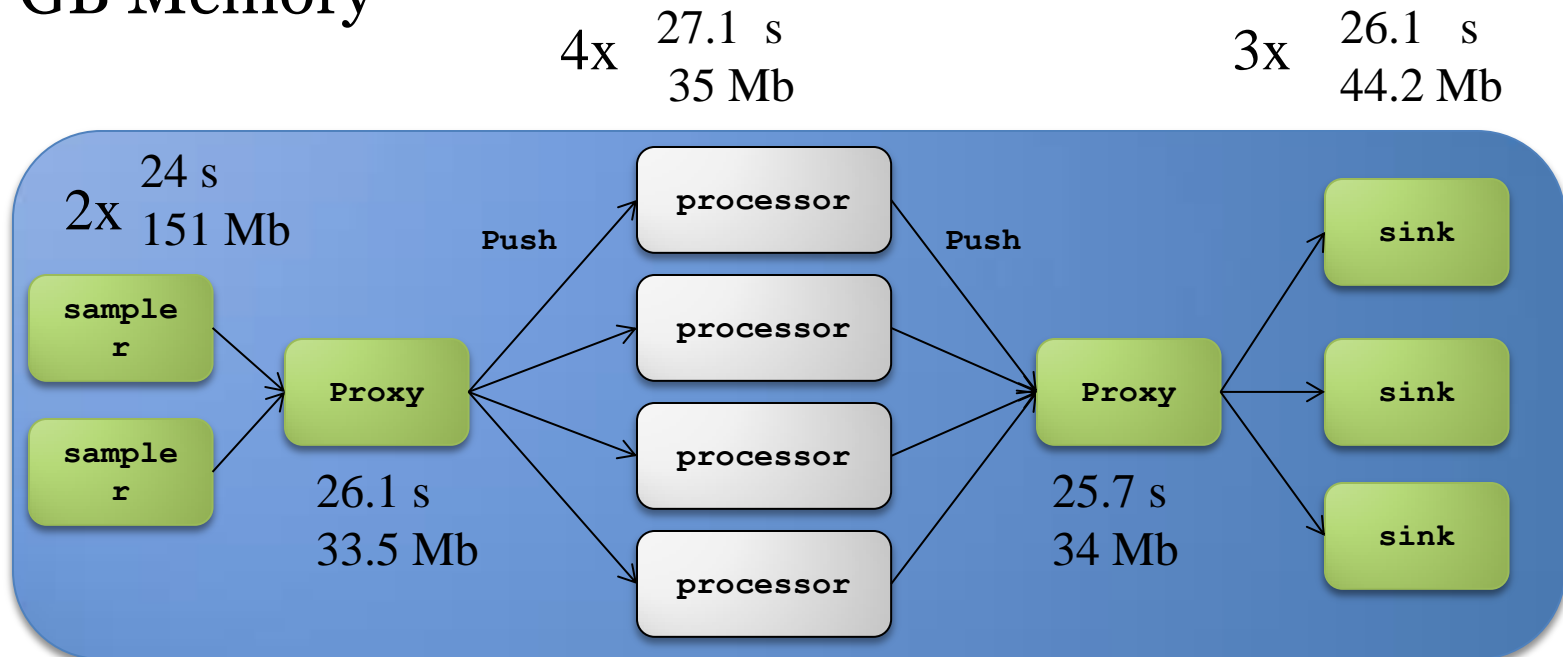 GB Memory
4x
27.1 s
35 Mb
3x
26.1 s
44.2 Mb
2x
24 s
151 Mb
sample
r
sample
r
Proxy
26.1 s
33.5 Mb
Push
processor
processor
processor
processor
Push
Proxy
25.7 s
34 Mb
sink
sink
sink